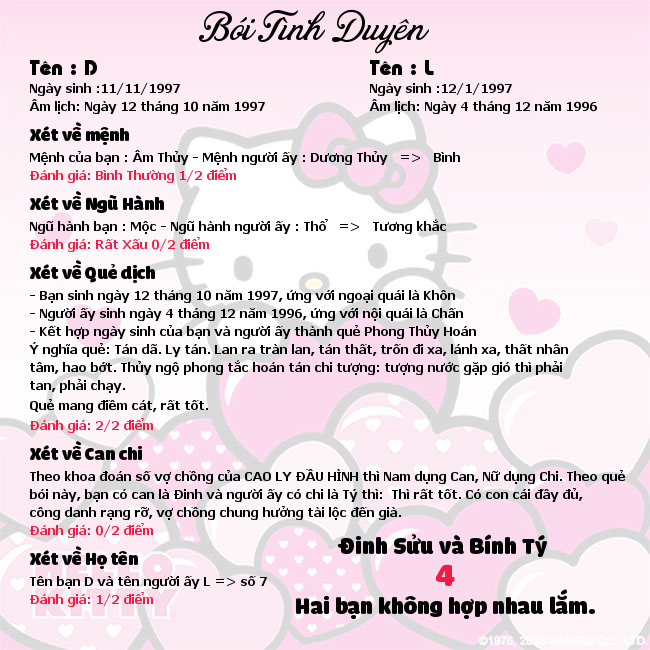 Bói Tình Duyên
Tên : D
Ngày sinh :11/11/1997
Âm lịch: Ngày 12 tháng 10 năm 1997
Tên : L
Ngày sinh :12/1/1997
Âm lịch: Ngày 4 tháng 12 năm 1996
Xét về mệnh
Mệnh của bạn : Âm Thủy - Mệnh người ấy : Dương Thủy => Bình
Đánh giá: Bình Thường 1/2 điểm
Xét về Ngũ Hành
Ngũ hành bạn : Mộc - Ngũ hành người ấy : Thổ => Tương khắc
Đánh giá: Rất Xấu 0/2 điểm
Xét về Quẻ dịch
- Bạn sinh ngày 12 tháng 10 năm 1997, ứng với ngoại quái là Khôn
- Người ấy sinh ngày 4 tháng 12 năm 1996, ứng với nội quái là Chấn
- Kết hợp ngày sinh của bạn và người ấy thành quẻ Phong Thủy Hoán
Ý nghĩa quẻ: Tán dã. Ly tán. Lan ra tràn lan, tán thất, trốn đi xa, lánh xa, thất nhân
tâm, hao bớt. Thủy ngộ phong tắc hoán tán chi tượng: tượng nước gặp gió thì phải
tan, phải chạy.
Quẻ mang điềm cát, rất tốt.
Đánh giá: 2/2 điểm
Xét về Can chi
Theo khoa đoán số vợ chồng của CAO LY ĐẦU HÌNH thì Nam dụng Can, Nữ dụng Chi. Theo quẻ
bói này, bạn có can là Đinh và người ấy có chi là Tý thì: Thì rất tốt. Có con cái đầy đủ,
công danh rạng rỡ, vợ chồng chung hưởng tài lộc đến già.
Đánh giá: 0/2 điểm
Xét về Họ tên
Tên bạn D và tên người ấy L => số 7
Đánh giá: 1/2 điểm
Đinh Sửu và Bính Tý
4
Hai bạn không hợp nhau lắm.
HELLO
KITTY
©1976, 2016 SANRIO CO., LTD.